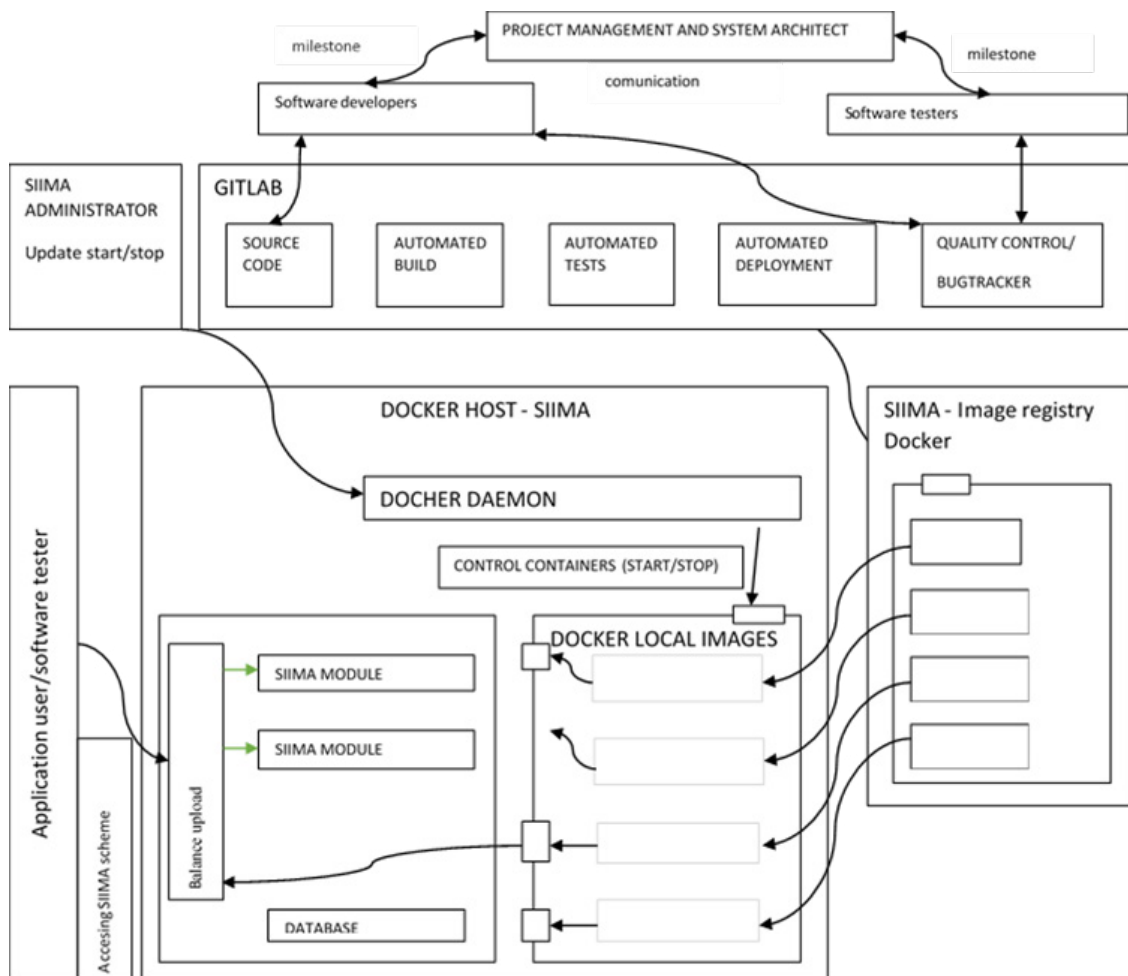 PROJECT MANAGEMENT AND SYSTEM ARCHITECT
milestone
milestone
comunication
Software developers
Software testers
SIIMA
ADMINISTRATOR
Update start/stop
GITLAB
SOURCE
CODE
AUTOMATED
BUILD
AUTOMATED
TESTS
AUTOMATED
DEPLOYMENT
QUALITY CONTROL/
BUGTRACKER
Application user/software tester
Accesing SIIMA scheme
DOCKER HOST - SIIMA
DOCHER DAEMON
CONTROL CONTAINERS (START/STOP)
Balance upload
SIIMA MODULE
SIIMA MODULE
DATABASE
DOCKER LOCAL IMAGES
SIIMA - Image registry
Docker